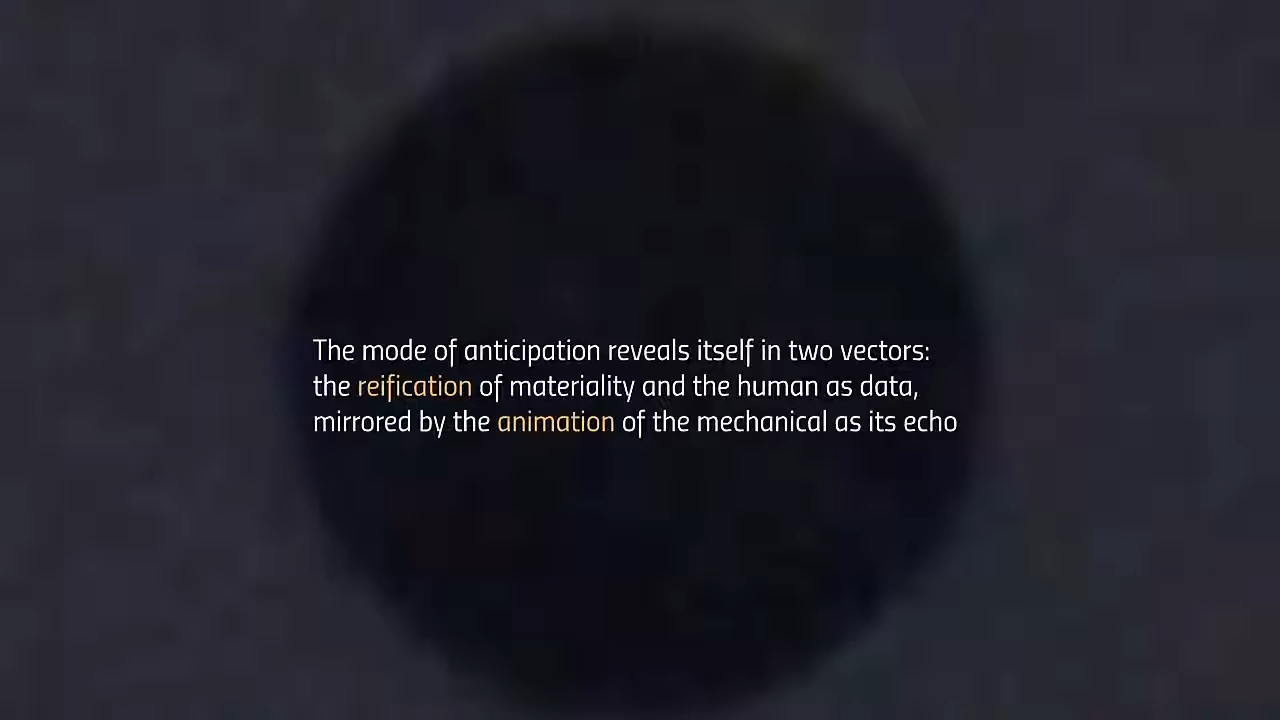 The mode of anticipation reveals itself in two vectors:
the reification of materiality and the human as data,
mirrored by the animation of the mechanical as its echo